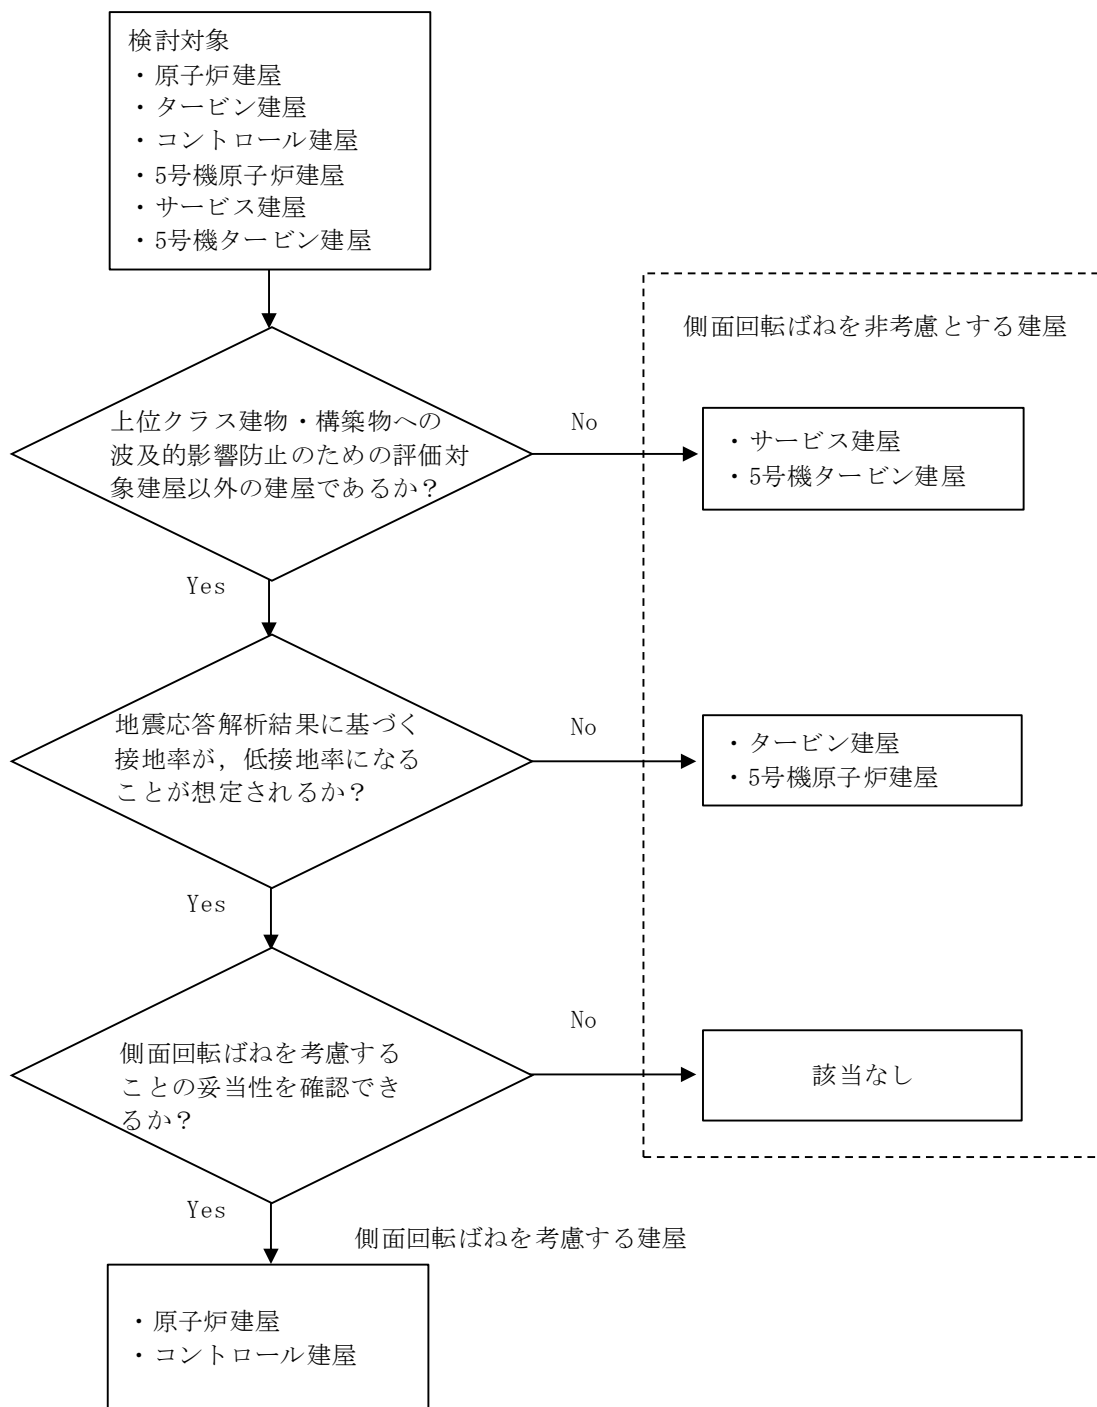 検討対象
・原子炉建屋
・タービン建屋
・コントロール建屋
・5号機原子炉建屋
・サービス建屋
・5号機タービン建屋
側面回転ばねを非考慮とする建屋
上位クラス建物・構築物への
波及的影響防止のための評価対
象建屋以外の建屋であるか？
No
・サービス建屋
・5号機タービン建屋
Yes
地震応答解析結果に基づく
接地率が，低接地率になる
ことが想定されるか？
No
・タービン建屋
・5号機原子炉建屋
Yes
側面回転ばねを考慮する
ことの妥当性を確認でき
るか？
No
該当なし
Yes
側面回転ばねを考慮する建屋
・原子炉建屋
・コントロール建屋